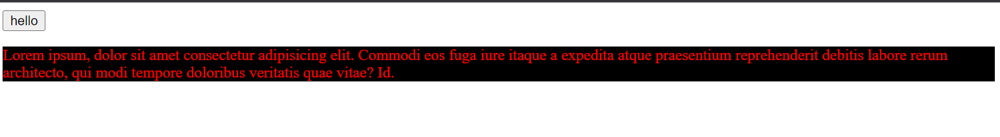 hello
Lorem ipsum, dolor sit amet consectetur adipisicing elit. Commodi eos fuga iure itaque a expedita atque praesentium reprehenderit debitis labore rerum
architecto, qui modi tempore doloribus veritatis quae vitae? Id.